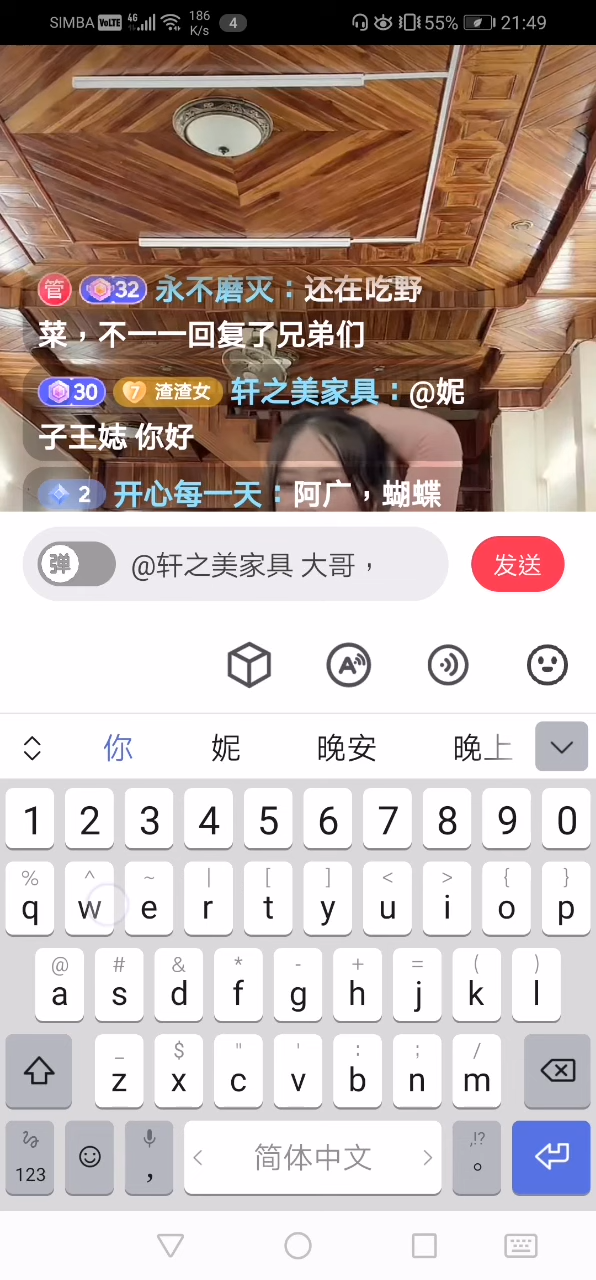 SIMBA VoLTE 4G 186 K/s 4 55% 21:49
管 32 永不磨灭：还在吃野
菜，不一一回复了兄弟们
30 7 渣渣女 轩之美家具：@妮
子王娡 你好
2 开心每一天：阿广，蝴蝶
弹 @轩之美家具 大哥， 发送
A
你 妮 晚安 晚上
1 2 3 4 5 6 7 8 9 0
% ^ ~ | [ ] < > { }
q w e r t y u i o p
@ # & * - + = ( )
a s d f g h j k l
_ $ " ' : ; /
z x c v b n m
,!?
123 , < 简体中文 > 。